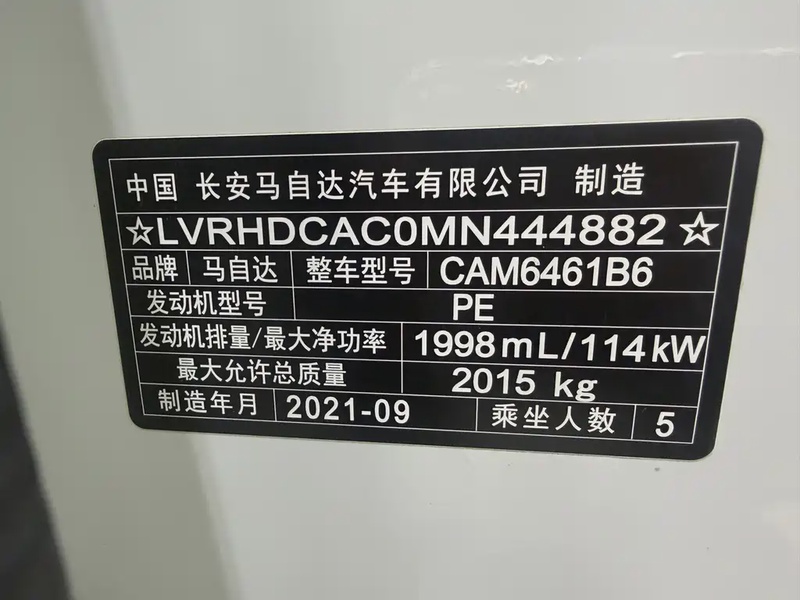 中国 长安马自达汽车有限公司 制造
☆LVRHDCAC0MN444882☆
品牌 马自达 整车型号 CAM6461B6
发动机型号 PE
发动机排量/最大净功率 1998mL/114kW
最大允许总质量 2015 kg
制造年月 2021-09 乘坐人数 5